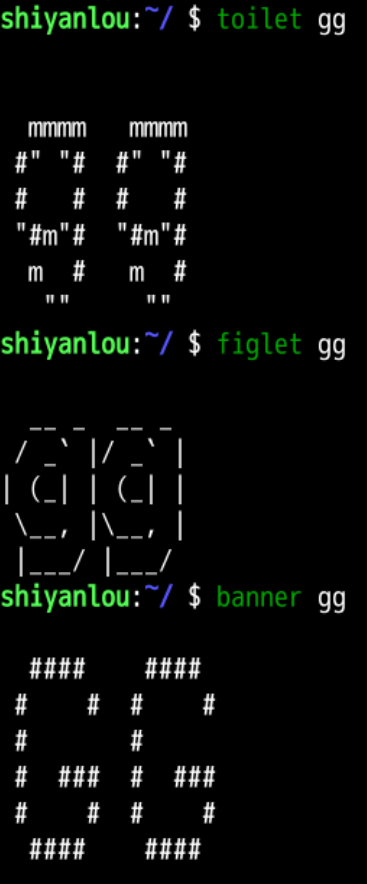 shiyanlou:~/ $ toilet gg
  mmmm   mmmm
 #" "#  #" "#
 #   #  #   #
 "#m"#  "#m"#
  m  #   m  #
   ""     ""
shiyanlou:~/ $ figlet gg
  __ _  __ _
 / _` |/ _` |
| (_| | (_| |
 \__, |\__, |
 |___/ |___/
shiyanlou:~/ $ banner gg
  ####    ####
 #    #  #    #
 #       #
 #  ###  #  ###
 #    #  #    #
  ####    ####